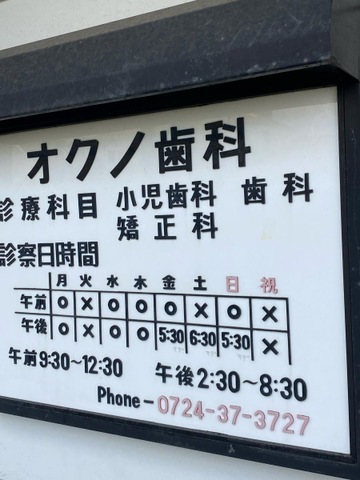 オクノ歯科
診療科目 小児歯科 歯科
矯正科
診察日時間
月 火 水 木 金 土 日 祝
午前 O X O O O X O X
午後 O X O O 5:30 6:30 5:30 X
午前9:30~12:30 午後2:30~8:30
Phone-0724-37-3727